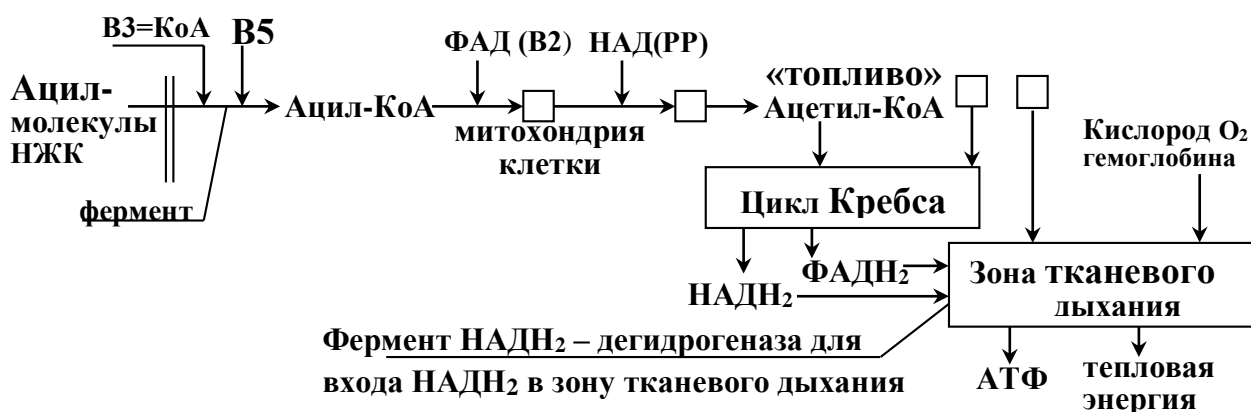 В3=КоА
В5
ФАД (В2)
НАД(РР)
Ацил-
молекулы
НЖК
фермент
Ацил-КоА
митохондрия
клетки
«топливо»
Ацетил-КоА
Кислород О₂
гемоглобина
Цикл Кребса
ФАДН₂
НАДН₂
Зона тканевого
дыхания
Фермент НАДН₂ – дегидрогеназа для
входа НАДН₂ в зону тканевого дыхания
АТФ
тепловая
энергия